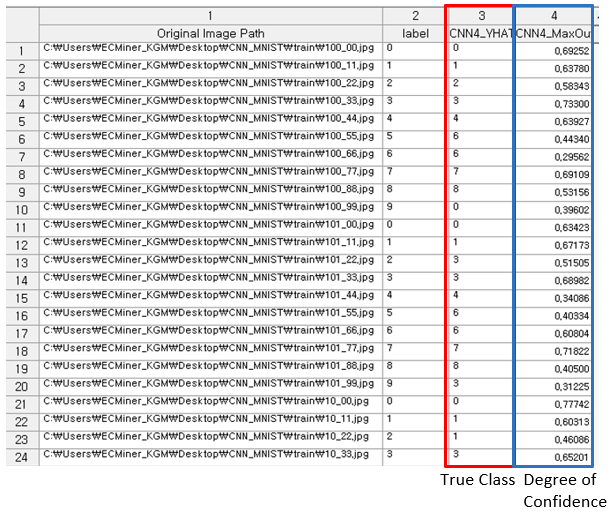 1 2 3 4
Original Image Path label CNN4_YHAT CNN4_MaxOu
1 C:₩Users₩ECMiner_KGM₩Desktop₩CNN_MNIST₩train₩100_00.jpg 0 0 0,69252
2 C:₩Users₩ECMiner_KGM₩Desktop₩CNN_MNIST₩train₩100_11.jpg 1 1 0,63780
3 C:₩Users₩ECMiner_KGM₩Desktop₩CNN_MNIST₩train₩100_22.jpg 2 2 0,58343
4 C:₩Users₩ECMiner_KGM₩Desktop₩CNN_MNIST₩train₩100_33.jpg 3 3 0,73300
5 C:₩Users₩ECMiner_KGM₩Desktop₩CNN_MNIST₩train₩100_44.jpg 4 4 0,63927
6 C:₩Users₩ECMiner_KGM₩Desktop₩CNN_MNIST₩train₩100_55.jpg 5 6 0,44340
7 C:₩Users₩ECMiner_KGM₩Desktop₩CNN_MNIST₩train₩100_66.jpg 6 6 0,29562
8 C:₩Users₩ECMiner_KGM₩Desktop₩CNN_MNIST₩train₩100_77.jpg 7 7 0,69109
9 C:₩Users₩ECMiner_KGM₩Desktop₩CNN_MNIST₩train₩100_88.jpg 8 8 0,53156
10 C:₩Users₩ECMiner_KGM₩Desktop₩CNN_MNIST₩train₩100_99.jpg 9 0 0,39602
11 C:₩Users₩ECMiner_KGM₩Desktop₩CNN_MNIST₩train₩101_00.jpg 0 0 0,63423
12 C:₩Users₩ECMiner_KGM₩Desktop₩CNN_MNIST₩train₩101_11.jpg 1 1 0,67173
13 C:₩Users₩ECMiner_KGM₩Desktop₩CNN_MNIST₩train₩101_22.jpg 2 3 0,51505
14 C:₩Users₩ECMiner_KGM₩Desktop₩CNN_MNIST₩train₩101_33.jpg 3 3 0,68982
15 C:₩Users₩ECMiner_KGM₩Desktop₩CNN_MNIST₩train₩101_44.jpg 4 4 0,34086
16 C:₩Users₩ECMiner_KGM₩Desktop₩CNN_MNIST₩train₩101_55.jpg 5 6 0,40334
17 C:₩Users₩ECMiner_KGM₩Desktop₩CNN_MNIST₩train₩101_66.jpg 6 6 0,60804
18 C:₩Users₩ECMiner_KGM₩Desktop₩CNN_MNIST₩train₩101_77.jpg 7 7 0,71822
19 C:₩Users₩ECMiner_KGM₩Desktop₩CNN_MNIST₩train₩101_88.jpg 8 8 0,40500
20 C:₩Users₩ECMiner_KGM₩Desktop₩CNN_MNIST₩train₩101_99.jpg 9 3 0,31225
21 C:₩Users₩ECMiner_KGM₩Desktop₩CNN_MNIST₩train₩10_00.jpg 0 0 0,77742
22 C:₩Users₩ECMiner_KGM₩Desktop₩CNN_MNIST₩train₩10_11.jpg 1 1 0,60313
23 C:₩Users₩ECMiner_KGM₩Desktop₩CNN_MNIST₩train₩10_22.jpg 2 1 0,46086
24 C:₩Users₩ECMiner_KGM₩Desktop₩CNN_MNIST₩train₩10_33.jpg 3 3 0,65201
True Class Degree of
Confidence